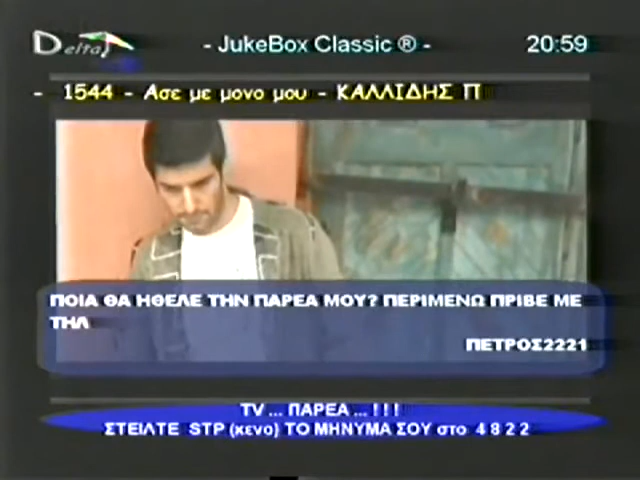 Delta
- JukeBox Classic ® -
20:59
- 1544 - Ασε με μονο μου - ΚΑΛΛΙΔΗΣ Π
ΠΟΙΑ ΘΑ ΗΘΕΛΕ ΤΗΝ ΠΑΡΕΑ ΜΟΥ? ΠΕΡΙΜΕΝΩ ΠΡΙΒΕ ΜΕ
ΤΗΛ
ΠΕΤΡΟΣ2221
TV ... ΠΑΡΕΑ ... ! ! !
ΣΤΕΙΛΤΕ STP (κενο) ΤΟ ΜΗΝΥΜΑ ΣΟΥ στο 4 8 2 2